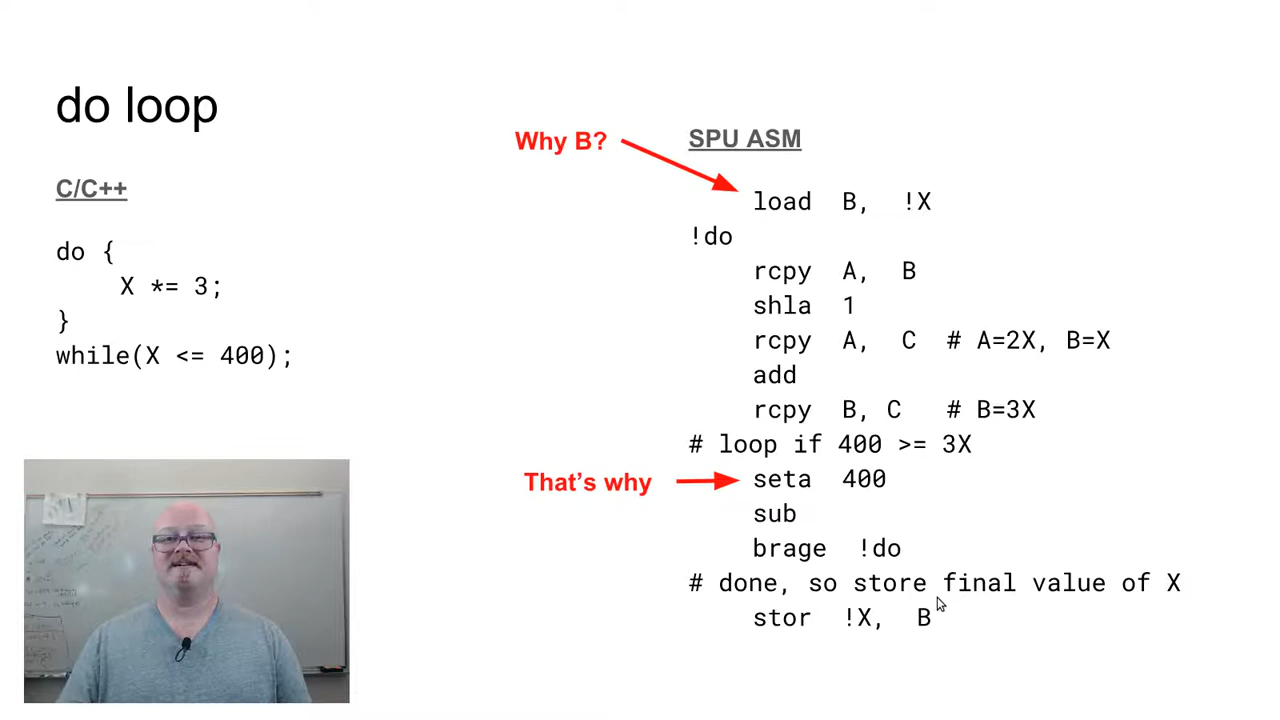 do loop
C/C++
do {
X *= 3;
}
while(X <= 400);
Why B?
SPU ASM
load B, !X
!do
rcpy A, B
shla 1
rcpy A, C # A=2X, B=X
add
rcpy B, C # B=3X
# loop if 400 >= 3X
That's why
seta 400
sub
brage !do
# done, so store final value of X
stor !X, B